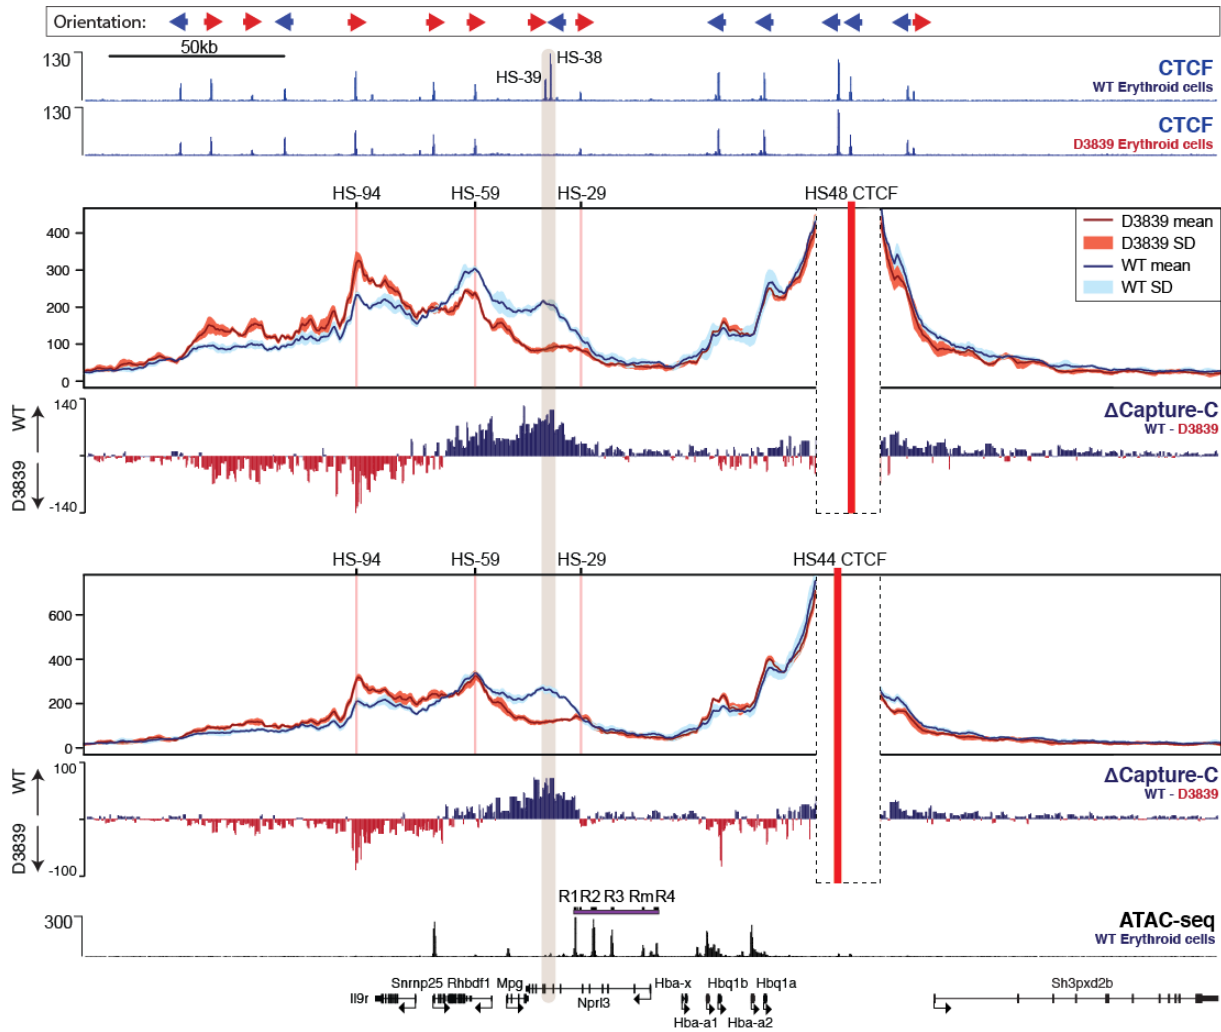 Orientation:
50kb
130
HS-39
HS-38
CTCF
WT Erythroid cells
130
CTCF
D3839 Erythroid cells
HS-94
HS-59
HS-29
HS48 CTCF
400
300
200
100
0
D3839 mean
D3839 SD
WT mean
WT SD
140
WT
D3839
-140
ΔCapture-C
WT - D3839
HS-94
HS-59
HS-29
HS44 CTCF
600
400
200
0
100
WT
D3839
-100
ΔCapture-C
WT - D3839
R1 R2 R3 Rm R4
300
ATAC-seq
WT Erythroid cells
Snrnp25 Rhbdf1 Mpg
Hba-x
Hbq1b Hbq1a
Sh3pxd2b
Il9r
Nprl3
Hba-a1 Hba-a2